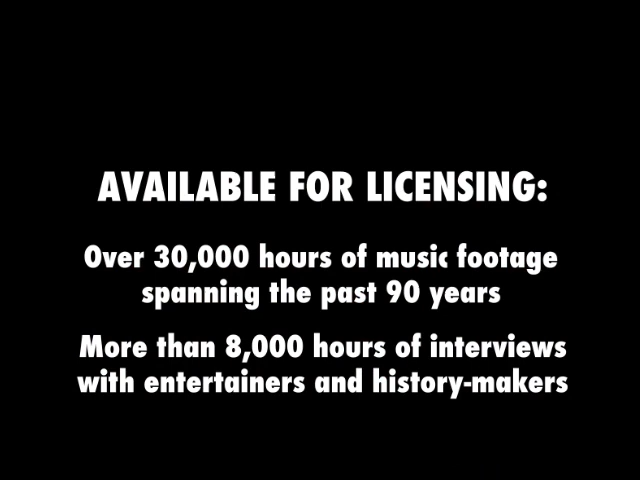 AVAILABLE FOR LICENSING:
Over 30,000 hours of music footage
spanning the past 90 years
More than 8,000 hours of interviews
with entertainers and history-makers